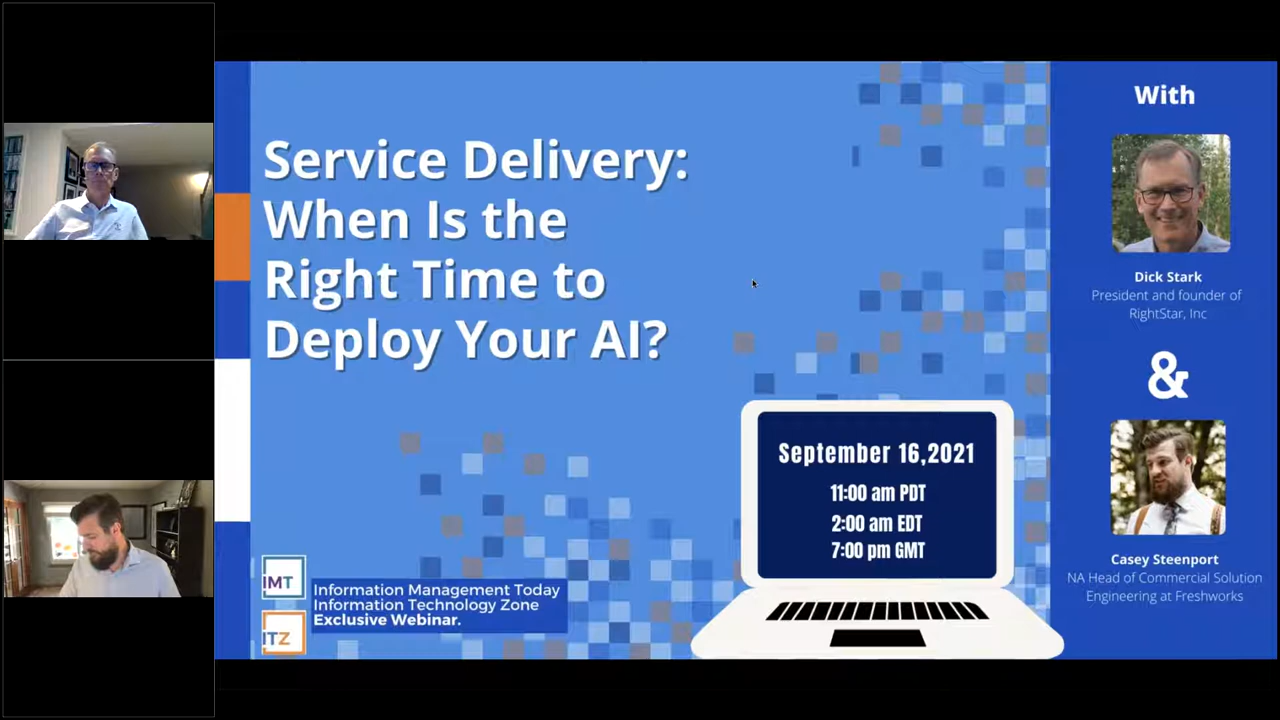 Service Delivery:
When Is the
Right Time to
Deploy Your AI?
September 16,2021
11:00 am PDT
2:00 am EDT
7:00 pm GMT
IMT
ITZ
Information Management Today
Information Technology Zone
Exclusive Webinar.
With
Dick Stark
President and founder of
RightStar, Inc
&
Casey Steenport
NA Head of Commercial Solution
Engineering at Freshworks